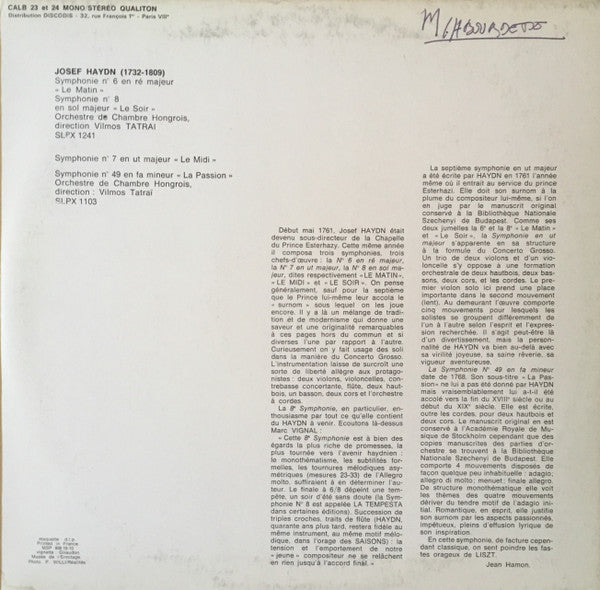 CALB 23 et 24 MONO/STÉRÉO QUALITON
Distribution DISCODIS - 32, rue François 1er - Paris VIIIe
JOSEF HAYDN (1732-1809)
Symphonie n° 6 en ré majeur
« Le Matin »
Symphonie n° 8
en sol majeur « Le Soir »
Orchestre de Chambre Hongrois,
direction Vilmos TATRAI
SLPX 1241
Symphonie n° 7 en ut majeur « Le Midi »
Symphonie n° 49 en fa mineur « La Passion »
Orchestre de Chambre Hongrois,
direction : Vilmos Tatraï
SLPX 1103
Début mai 1761, Josef HAYDN était
devenu sous-directeur de la Chapelle
du Prince Esterhazy. Cette même année
il composa trois symphonies, trois
chefs-d'œuvre : la N° 6 en ré majeur,
la N° 7 en ut majeur, la N° 8 en sol ma-
jeur, dites respectivement «LE MATIN»,
« LE MIDI » et « LE SOIR ». On pense
généralement, sauf pour la septième
que le Prince lui-même leur accola le
« surnom » sous lequel on les joue
encore. Il y a là un mélange de tradi-
tion et de modernisme qui donne une
saveur et une originalité remarquables
à ces pages hors du commun et si
diverses l'une par rapport à l'autre.
Curieusement on y fait usage des soli
dans la manière du Concerto Grosso.
L'instrumentation laisse de surcroît une
sorte de liberté allègre aux protago-
nistes : deux violons, violoncelles, con-
trebasse concertante, flûte, deux haut-
bois, un basson, deux cors et l'orchestre
à cordes.
La 8e Symphonie, en particulier, en-
thousiasme par tout ce qu'elle contient
du HAYDN à venir. Ecoutons là-dessus
Marc VIGNAL :
« Cette 8e Symphonie est à bien des
égards la plus riche de promesses, la
plus tournée vers l'avenir haydnien :
le monothématisme, les subtilités for-
melles, les tournures mélodiques asy-
métriques (mesures 23-33) de l'Allegro
molto, suffiraient à en déterminer l'au-
teur. Le finale à 6/8 dépeint une tem-
pête, un soir d'été sans doute (la Sym-
phonie N° 8 est appelée LA TEMPESTA
dans certaines éditions). Succession de
triples croches, traits de flûte (HAYDN,
quarante ans plus tard, restera fidèle au
même instrument, au même motif mélo-
dique, dans l'orage des SAISONS) : la
tension et l'emportement de notre
« jeune » compositeur ne se relâchent
en rien jusqu'à l'accord final. »
La septième symphonie en ut majeur
a été écrite par HAYDN en 1761 l'année
même où il entrait au service du prince
Esterhazi. Elle doit son surnom à la
plume du compositeur lui-même, si l'on
en juge par le manuscrit original
conservé à la Bibliothèque Nationale
Szechenyi de Budapest. Comme ses
deux jumelles la 6e et la 8e « Le Matin »
et « Le Soir », la Symphonie en ut
majeur s'apparente en sa structure
à la formule du Concerto Grosso.
Un trio de deux violons et d'un vio-
loncelle s'y oppose à une formation
orchestrale de deux hautbois, deux bas-
sons, deux cors, et les cordes. Le pre-
mier violon solo ici prend une place
importante dans le second mouvement
(lent). Au demeurant l'œuvre comporte
cinq mouvements pour lesquels les
solistes se groupent différemment de
l'un à l'autre selon l'esprit et l'expres-
sion recherchée. Il s'agit peut-être là
d'un divertissement, mais la person-
nalité de HAYDN va bien au-delà avec
sa virilité joyeuse, sa saine rêverie, sa
vigueur aventureuse.
La Symphonie N° 49 en fa mineur
date de 1768. Son sous-titre « La Pas-
sion» ne lui a pas été donné par HAYDN
mais vraisemblablement lui a-t-il été
accolé vers la fin du XVIIIe siècle ou au
début du XIXe siècle. Elle est écrite,
outre les cordes, pour deux hautbois et
deux cors. Le manuscrit original en est
conservé à l'Académie Royale de Mu-
sique de Stockholm cependant que des
copies manuscrites des parties d'or-
chestre se trouvent à la Bibliothèque
Nationale Szechenyi de Budapest. Elle
comporte 4 mouvements disposés de
façon quelque peu inhabituelle : adagio;
allegro di molto; menuet; finale allegro.
De structure monothématique elle voit
les thèmes des quatre mouvements
dériver du tendre motif de l'adagio ini-
tial. Romantique, en esprit, elle justifie
son surnom par les aspects passionnés,
impétueux, pleins d'effusion lyrique de
son inspiration.
En cette symphonie, de facture cepen-
dant classique, on sent poindre les fas-
tes orageux de LISZT.
Jean Hamon.
Printed in France